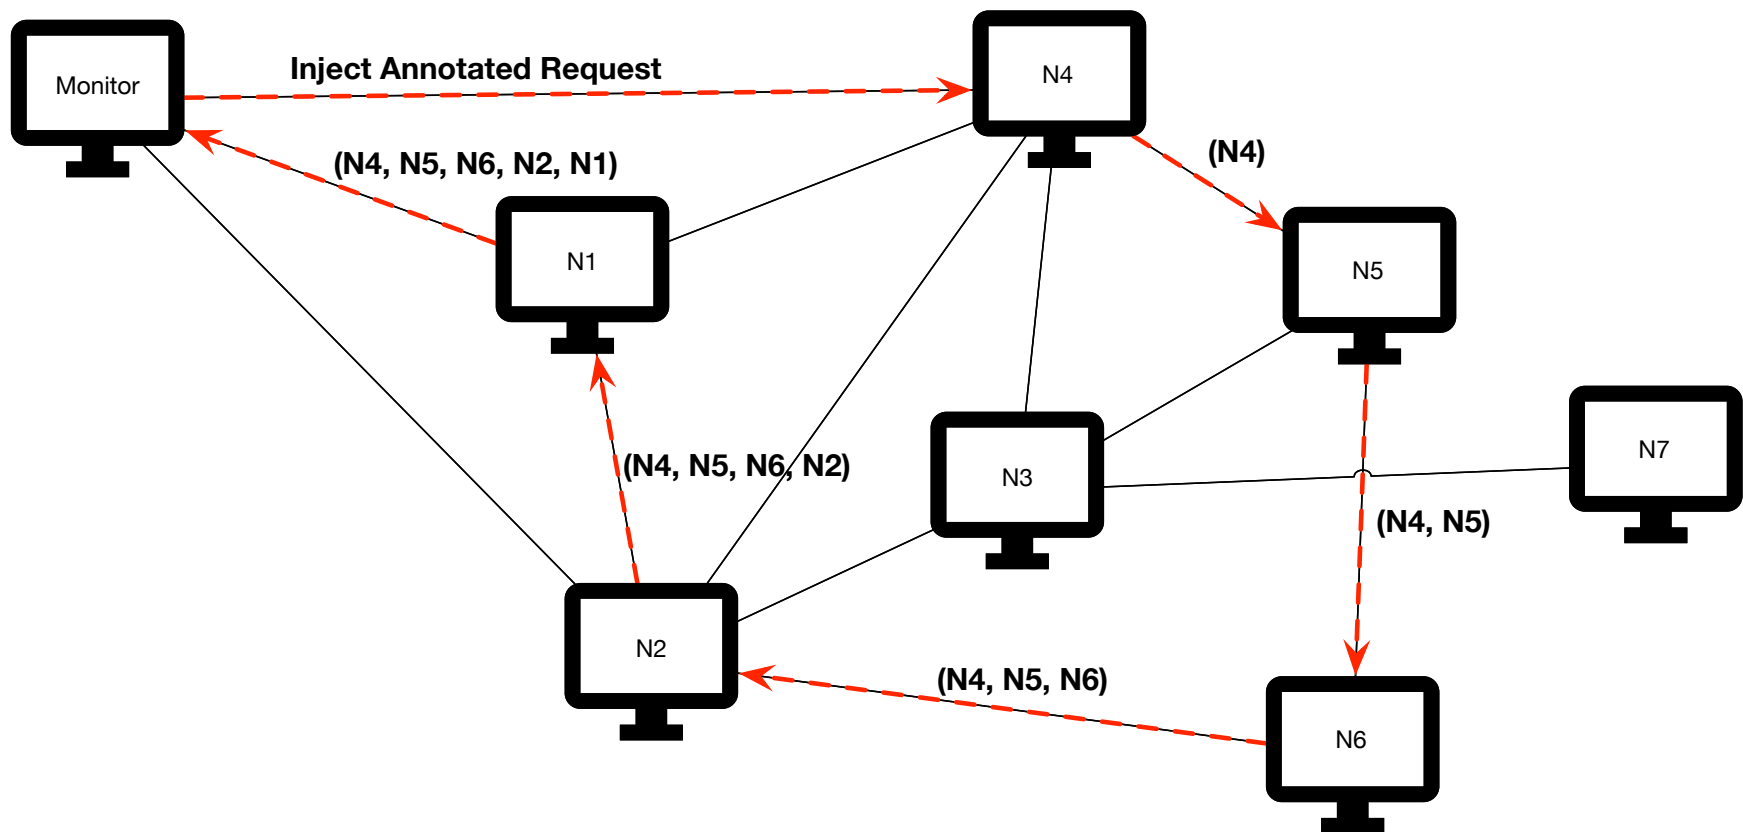 Monitor
Inject Annotated Request
N4
(N4, N5, N6, N2, N1)
(N4)
N1
N5
(N4, N5, N6, N2)
N3
N7
(N4, N5)
N2
(N4, N5, N6)
N6